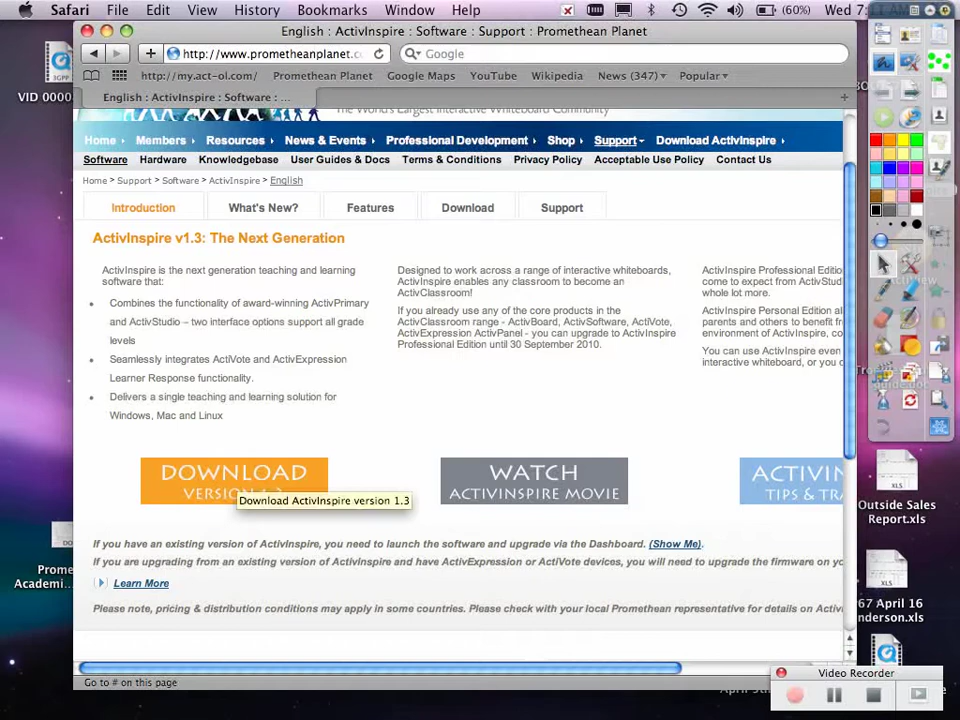 Safari File Edit View History Bookmarks Window Help (60%) Wed 7:11 AM
English : ActivInspire : Software : Support : Promethean Planet
http://www.prometheanplanet.c Google
http://my.act-ol.com/ Promethean Planet Google Maps YouTube Wikipedia News (347) Popular
English : ActivInspire : Software : ...
The World's Largest Interactive Whiteboard Community
Home Members Resources News & Events Professional Development Shop Support Download ActivInspire
Software Hardware Knowledgebase User Guides & Docs Terms & Conditions Privacy Policy Acceptable Use Policy Contact Us
Home > Support > Software > ActivInspire > English
Introduction What's New? Features Download Support
ActivInspire v1.3: The Next Generation
ActivInspire is the next generation teaching and learning
software that:
Combines the functionality of award-winning ActivPrimary
and ActivStudio – two interface options support all grade
levels
Seamlessly integrates ActiVote and ActivExpression
Learner Response functionality.
Delivers a single teaching and learning solution for
Windows, Mac and Linux
Designed to work across a range of interactive whiteboards,
ActivInspire enables any classroom to become an
ActivClassroom!
If you already use any of the core products in the
ActivClassroom range - ActivBoard, ActivSoftware, ActiVote,
ActivExpression ActivPanel - you can upgrade to ActivInspire
Professional Edition until 30 September 2010.
ActivInspire Professional Edition
come to expect from ActivStud
whole lot more.
ActivInspire Personal Edition al
parents and others to benefit fr
environment of ActivInspire, co
You can use ActivInspire even
interactive whiteboard, or you c
DOWNLOAD
VERSION
Download ActivInspire version 1.3
WATCH
ACTIVINSPIRE MOVIE
ACTIVIN
TIPS & TRA
If you have an existing version of ActivInspire, you need to launch the software and upgrade via the Dashboard. (Show Me).
If you are upgrading from an existing version of ActivInspire and have ActivExpression or ActiVote devices, you will need to upgrade the firmware on yo
Learn More
Please note, pricing & distribution conditions may apply in some countries. Please check with your local Promethean representative for details on Activ
Go to # on this page
Video Recorder
3GPP
VID 0000
Prome
Academi...
XLS
Outside Sales
Report.xls
XLS
67 April 16
nderson.xls